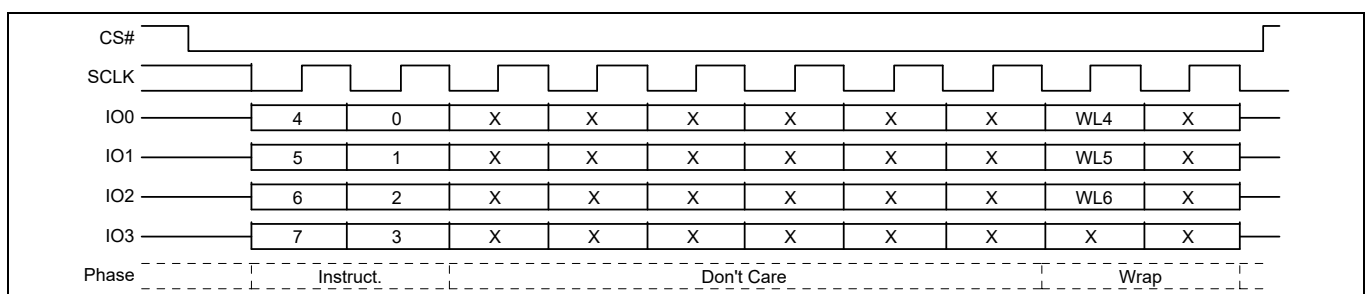 CS#
SCLK
IO0 4 0 X X X X X X WL4 X
IO1 5 1 X X X X X X WL5 X
IO2 6 2 X X X X X X WL6 X
IO3 7 3 X X X X X X X X
Phase Instruct. Don't Care Wrap